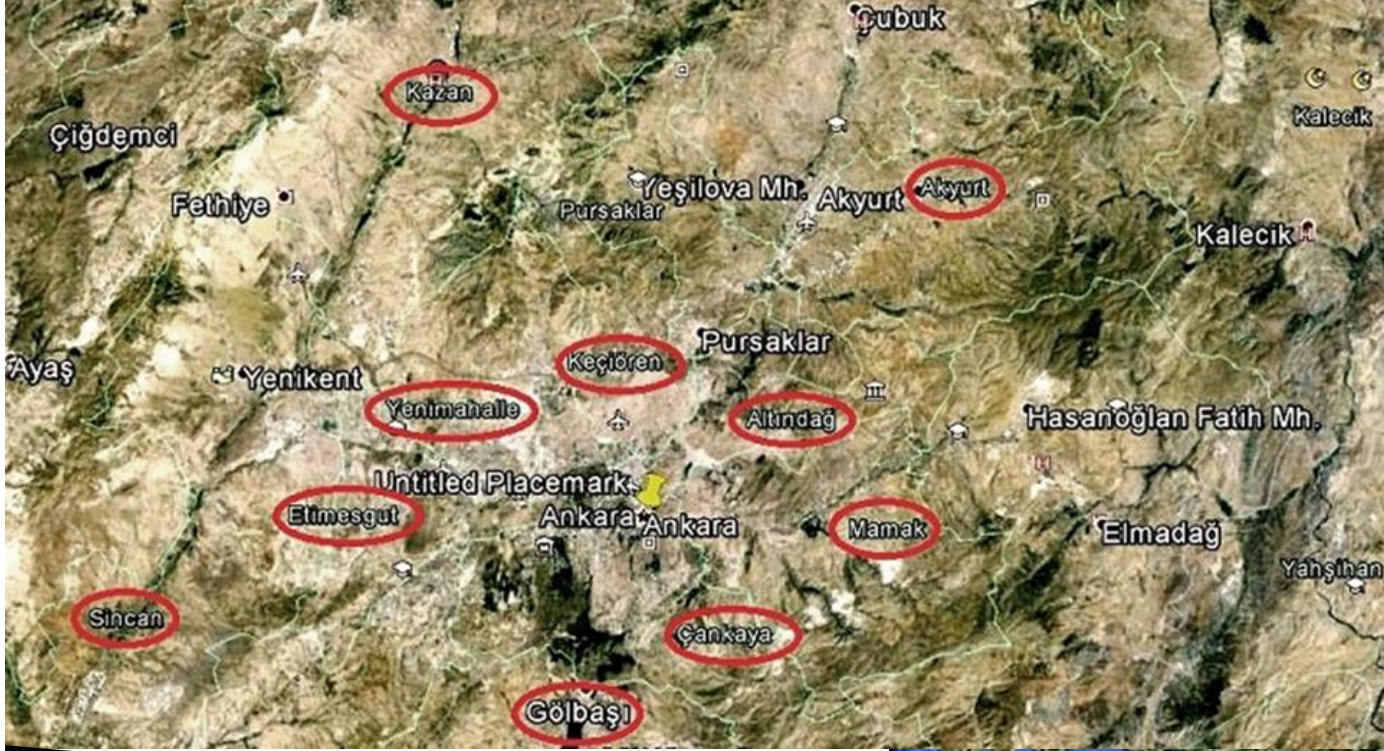 Çubuk
Kazan
Kalecik
Çiğdemci
Yeşilova Mh.
Akyurt
Akyurt
Fethiye
Pursaklar
Kalecik
Pursaklar
Keçiören
Ayaş
Yenikent
Yenimahalle
Altındağ
Hasanoğlan Fatih Mh.
Untitled Placemark
Etimesgut
Ankara
Ankara
Mamak
Elmadağ
Yahşihan
Sincan
Çankaya
Gölbaşı